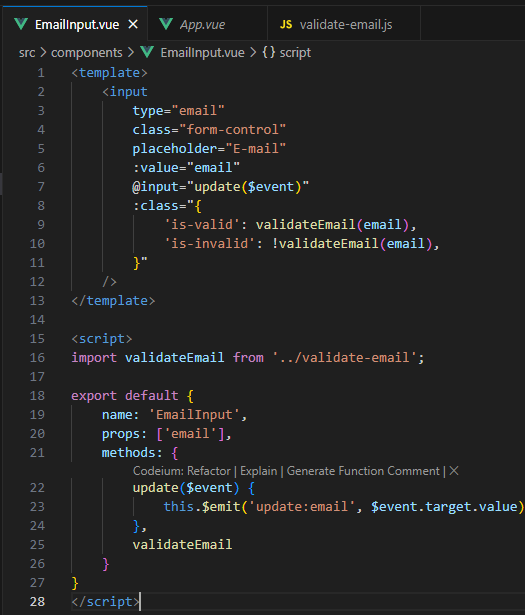 EmailInput.vue × App.vue JS validate-email.js
src > components > EmailInput.vue > { } script
1 <template>
2     <input
3         type="email"
4         class="form-control"
5         placeholder="E-mail"
6         :value="email"
7         @input="update($event)"
8         :class="{
9             'is-valid': validateEmail(email),
10             'is-invalid': !validateEmail(email),
11         }"
12     />
13 </template>
14
15 <script>
16 import validateEmail from '../validate-email';
17
18 export default {
19     name: 'EmailInput',
20     props: ['email'],
21     methods: {
Codeium: Refactor | Explain | Generate Function Comment | ×
22         update($event) {
23             this.$emit('update:email', $event.target.value)
24         },
25         validateEmail
26     }
27 }
28 </script>